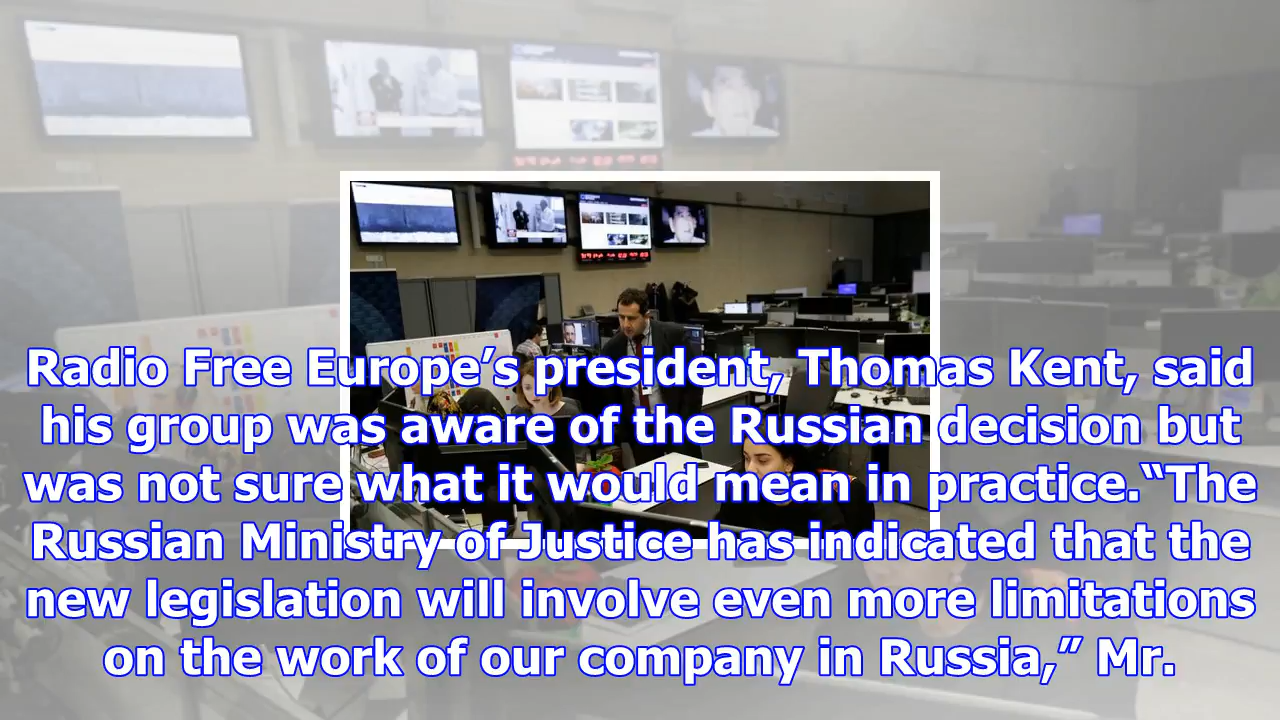 Radio Free Europe’s president, Thomas Kent, said
his group was aware of the Russian decision but
was not sure what it would mean in practice.“The
Russian Ministry of Justice has indicated that the
new legislation will involve even more limitations
on the work of our company in Russia,” Mr.